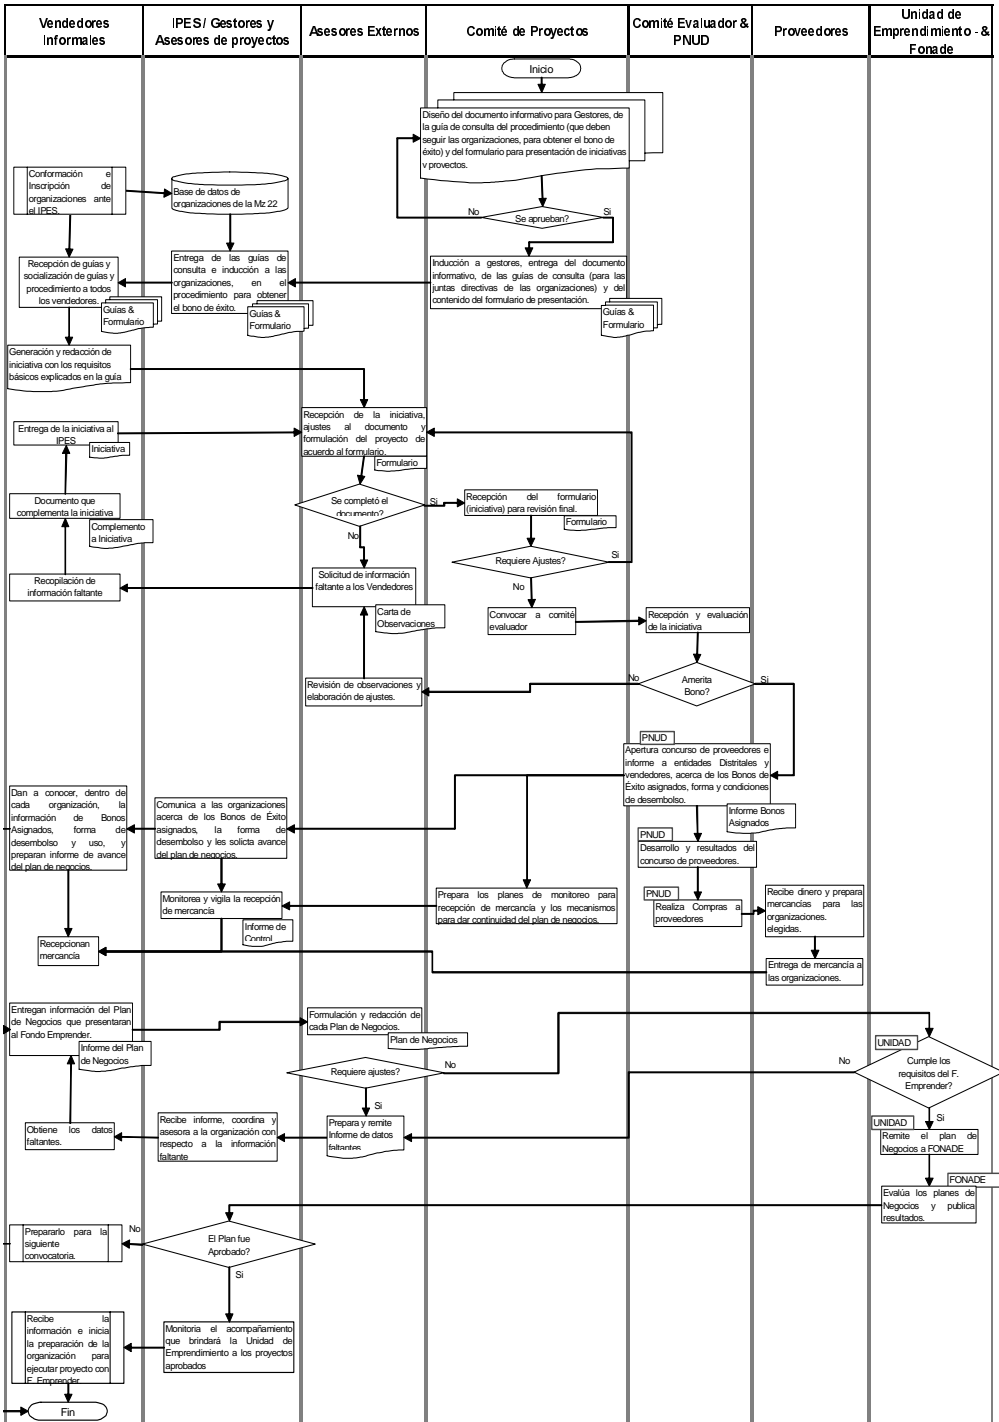 Vendedores
Informales
IPES / Gestores y
Asesores de proyectos
Asesores Externos
Comité de Proyectos
Comité Evaluador &
PNUD
Proveedores
Unidad de
Emprendimiento - &
Fonade
Inicio
Diseño del documento informativo para Gestores, de
la guía de consulta del procedimiento (que deben
seguir las organizaciones, para obtener el bono de
éxito) y del formulario para presentación de iniciativas
y proyectos.
Conformación e
Inscripción de
organizaciones ante
el IPES.
Base de datos de
organizaciones de la Mz 22
No
Se aprueban?
Si
Recepción de guías y
socialización de guías y
procedimiento a todos
los vendedores.
Guías &
Formulario
Entrega de las guías de
consulta e inducción a las
organizaciones, en el
procedimiento para obtener
el bono de éxito.
Guías &
Formulario
Inducción a gestores, entrega del documento
informativo, de las guías de consulta (para las
juntas directivas de las organizaciones) y del
contenido del formulario de presentación.
Guías &
Formulario
Generación y redacción de
iniciativa con los requisitos
básicos explicados en la guía
Entrega de la iniciativa al
IPES
Iniciativa
Recepción de la iniciativa,
ajustes al documento y
formulación del proyecto de
acuerdo al formulario.
Formulario
Documento que
complementa la iniciativa
Complemento
a Iniciativa
Se completó el
documento?
Si
No
Recepción del formulario
(iniciativa) para revisión final.
Formulario
Requiere Ajustes?
Si
No
Recopilación de
información faltante
Solicitud de información
faltante a los Vendedores
Carta de
Observaciones
Convocar a comité
evaluador
Recepción y evaluación
de la iniciativa
Revisión de observaciones y
elaboración de ajustes.
No
Amerita
Bono?
Si
PNUD
Apertura concurso de proveedores e
informe a entidades Distritales y
vendedores, acerca de los Bonos de
Éxito asignados, forma y condiciones
de desembolso.
Informe Bonos
Asignados
Dan a conocer, dentro de
cada organización, la
información de Bonos
Asignados, forma de
desembolso y uso, y
preparan informe de avance
del plan de negocios.
Comunica a las organizaciones
acerca de los Bonos de Éxito
asignados, la forma de
desembolso y les solicta avance
del plan de negocios.
PNUD
Desarrollo y resultados del
concurso de proveedores.
Monitorea y vigila la recepción
de mercancía
Informe de
Control
Prepara los planes de monitoreo para
recepción de mercancía y los mecanismos
para dar continuidad del plan de negocios.
PNUD
Realiza Compras a
proveedores
Recibe dinero y prepara
mercancías para las
organizaciones.
elegidas.
Recepcionan
mercancía
Entrega de mercancía a
las organizaciones.
Entregan información del Plan
de Negocios que presentaran
al Fondo Emprender.
Informe del Plan
de Negocios
Formulación y redacción de
cada Plan de Negocios.
Plan de Negocios
Requiere ajustes?
No
Si
UNIDAD
No
Cumple los
requisitos del F.
Emprender?
Si
Obtiene los datos
faltantes.
Recibe informe, coordina y
asesora a la organización con
respecto a la información
faltante
Prepara y remite
Informe de datos
faltantes
UNIDAD
Remite el plan de
Negocios a FONADE
FONADE
Evalúa los planes de
Negocios y publica
resultados.
Prepararlo para la
siguiente
convocatoria.
No
El Plan fue
Aprobado?
Si
Recibe la
información e inicia
la preparación de la
organización para
ejecutar proyecto con
F. Emprender
Monitoria el acompañamiento
que brindará la Unidad de
Emprendimiento a los proyectos
aprobados
Fin